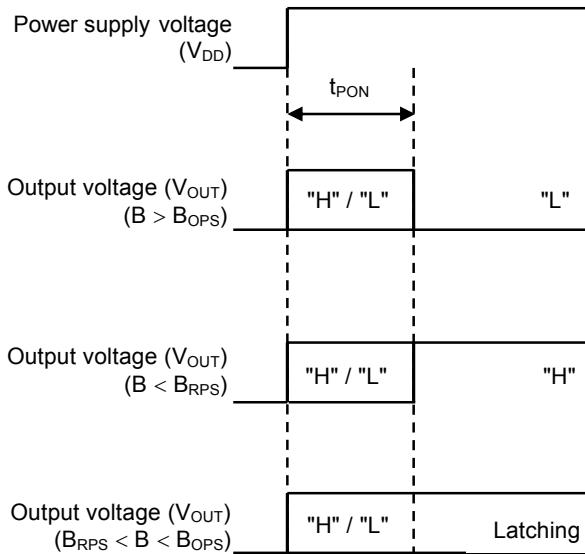 Power supply voltage
(VDD)
tPON
Output voltage (VOUT)
(B > BOPS)
"H" / "L"
"L"
Output voltage (VOUT)
(B < BRPS)
"H" / "L"
"H"
Output voltage (VOUT)
(BRPS < B < BOPS)
"H" / "L"
Latching